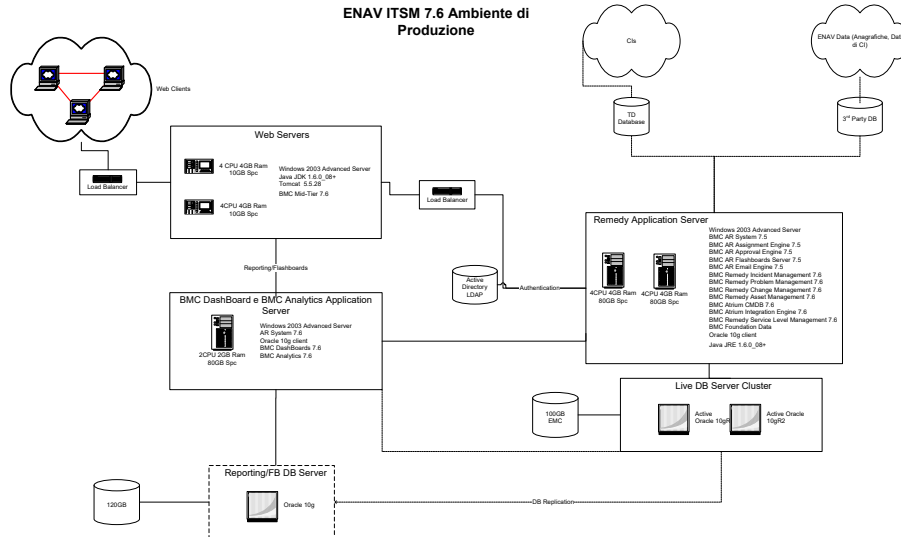 ENAV ITSM 7.6 Ambiente di
Produzione
CIs
ENAV Data (Anagrafiche, Dati
di CI)
Web Clients
TD
Database
3rd Party DB
Load Balancer
Web Servers
4 CPU 4GB Ram
10GB Spc
4CPU 4GB Ram
10GB Spc
Windows 2003 Advanced Server
Java JDK 1.6.0_08+
Tomcat 5.5.28
BMC Mid-Tier 7.6
Load Balancer
Reporting/Flashboards
Active
Directory
LDAP
Authentication
Remedy Application Server
4CPU 4GB Ram
80GB Spc
4CPU 4GB Ram
80GB Spc
Windows 2003 Advanced Server
BMC AR System 7.5
BMC AR Assignment Engine 7.5
BMC AR Approval Engine 7.5
BMC AR Flashboards Server 7.5
BMC AR Email Engine 7.5
BMC Remedy Incident Management 7.6
BMC Remedy Problem Management 7.6
BMC Remedy Change Management 7.6
BMC Remedy Asset Management 7.6
BMC Atrium CMDB 7.6
BMC Atrium Integration Engine 7.6
BMC Remedy Service Level Management 7.6
BMC Foundation Data
Oracle 10g client
Java JRE 1.6.0_08+
BMC DashBoard e BMC Analytics Application
Server
2CPU 2GB Ram
80GB Spc
Windows 2003 Advanced Server
AR System 7.6
Oracle 10g client
BMC DashBoards 7.6
BMC Analytics 7.6
Live DB Server Cluster
100GB
EMC
Active
Oracle 10gR
Active Oracle
10gR2
Reporting/FB DB Server
Oracle 10g
120GB
DB Replication